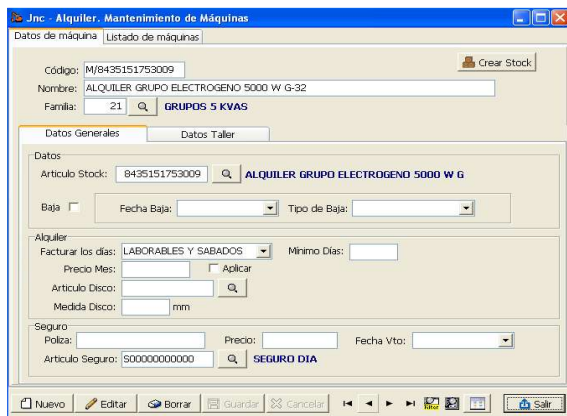 Jnc - Alquiler. Mantenimiento de Máquinas
Datos de máquina Listado de máquinas
Crear Stock
Código: M/8435151753009
Nombre: ALQUILER GRUPO ELECTROGENO 5000 W G-32
Familia: 21 GRUPOS 5 KVAS
Datos Generales Datos Taller
Datos
Articulo Stock: 8435151753009 ALQUILER GRUPO ELECTROGENO 5000 W G
Baja Fecha Baja: Tipo de Baja:
Alquiler
Facturar los días: LABORABLES Y SABADOS Mínimo Días:
Precio Mes: Aplicar
Articulo Disco:
Medida Disco: mm
Seguro
Poliza: Precio: Fecha Vto:
Articulo Seguro: S00000000000 SEGURO DIA
Nuevo Editar Borrar Guardar Cancelar Salir